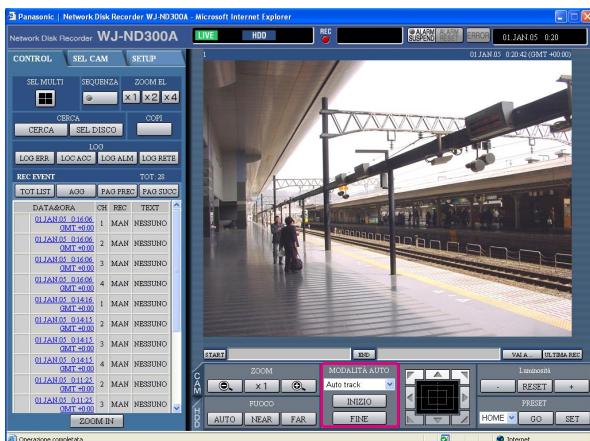 Panasonic | Network Disk Recorder WJ-ND300A - Microsoft Internet Explorer
Network Disk Recorder WJ-ND300A
LIVE HDD REC ALARM SUSPEND ALARM RESET ERROR 01.JAN.05 0:20
CONTROL SEL CAM SETUP
1 01.JAN.05 0:20:42 (GMT +00:00)
SEL MULTI SEQUENZA ZOOM EL
x1 x2 x4
CERCA COPI
CERCA SEL DISCO
LOG
LOG ERR LOC ACC LOG ALM LOG RETE
REC EVENT TOT: 28
TOT LIST AGG PAG PREC PAG SUCC
DATA&ORA CH REC TEXT
01.JAN.05 0:16:06 GMT +0:00 1 MAN NESSUNO
01.JAN.05 0:16:06 GMT +0:00 2 MAN NESSUNO
01.JAN.05 0:16:06 GMT +0:00 3 MAN NESSUNO
01.JAN.05 0:16:06 GMT +0:00 4 MAN NESSUNO
01.JAN.05 0:14:16 GMT +0:00 1 MAN NESSUNO
01.JAN.05 0:14:15 GMT +0:00 2 MAN NESSUNO
01.JAN.05 0:14:15 GMT +0:00 3 MAN NESSUNO
01.JAN.05 0:14:15 GMT +0:00 4 MAN NESSUNO
01.JAN.05 0:11:25 GMT +0:00 2 MAN NESSUNO
01.JAN.05 0:11:25 GMT +0:00 3 MAN NESSUNO
ZOOM IN
START END VAI A... ULTIMA REC
CAM
HDD
ZOOM
x1
FUOCO
AUTO NEAR FAR
MODALITÀ AUTO
Auto track
INIZIO
FINE
Luminosità
- RESET +
PRESET
HOME GO SET
Operazione completata Internet